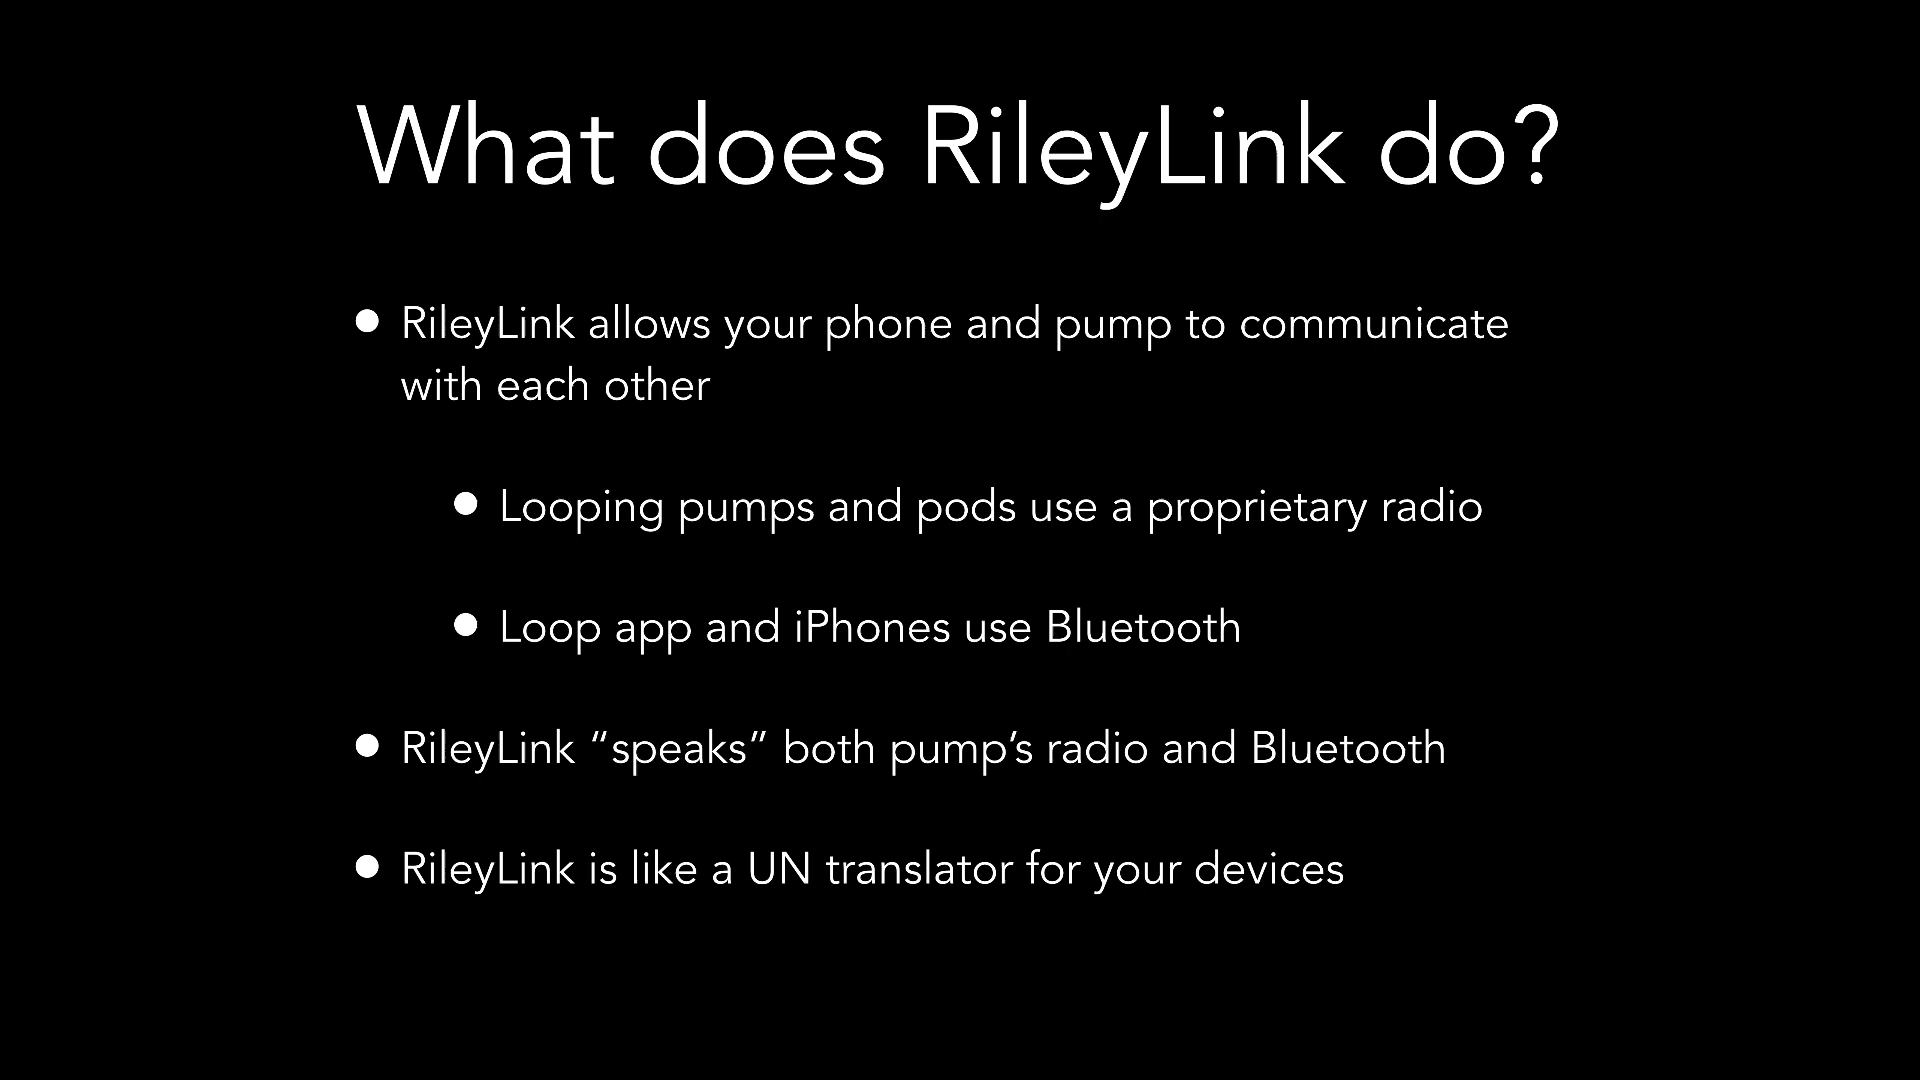 What does RileyLink do?
• RileyLink allows your phone and pump to communicate
with each other
• Looping pumps and pods use a proprietary radio
• Loop app and iPhones use Bluetooth
• RileyLink “speaks” both pump’s radio and Bluetooth
• RileyLink is like a UN translator for your devices